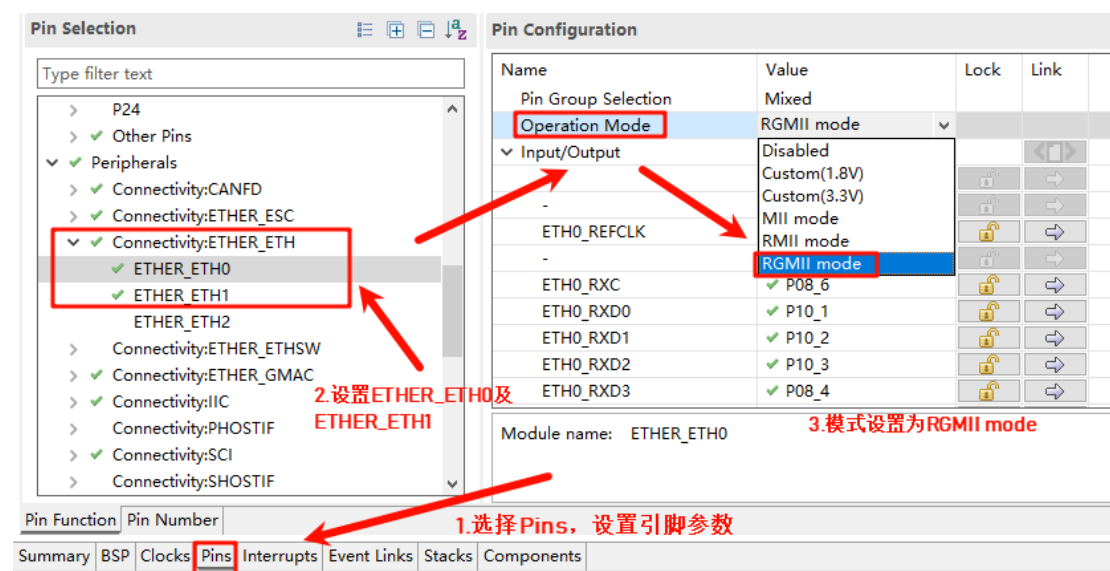 Pin Selection
Type filter text
P24
Other Pins
Peripherals
Connectivity:CANFD
Connectivity:ETHER_ESC
Connectivity:ETHER_ETH
ETHER_ETH0
ETHER_ETH1
ETHER_ETH2
Connectivity:ETHER_ETHSW
Connectivity:ETHER_GMAC
Connectivity:IIC
Connectivity:PHOSTIF
Connectivity:SCI
Connectivity:SHOSTIF
2.设置ETHER_ETH0及
ETHER_ETH1
Pin Function Pin Number
Pin Configuration
Name Value Lock Link
Pin Group Selection Mixed
Operation Mode RGMII mode
Input/Output
Disabled
Custom(1.8V)
Custom(3.3V)
MII mode
RMII mode
RGMII mode
-
ETH0_REFCLK
-
ETH0_RXC P08_6
ETH0_RXD0 P10_1
ETH0_RXD1 P10_2
ETH0_RXD2 P10_3
ETH0_RXD3 P08_4
Module name: ETHER_ETH0
3.模式设置为RGMII mode
1.选择Pins，设置引脚参数
Summary BSP Clocks Pins Interrupts Event Links Stacks Components